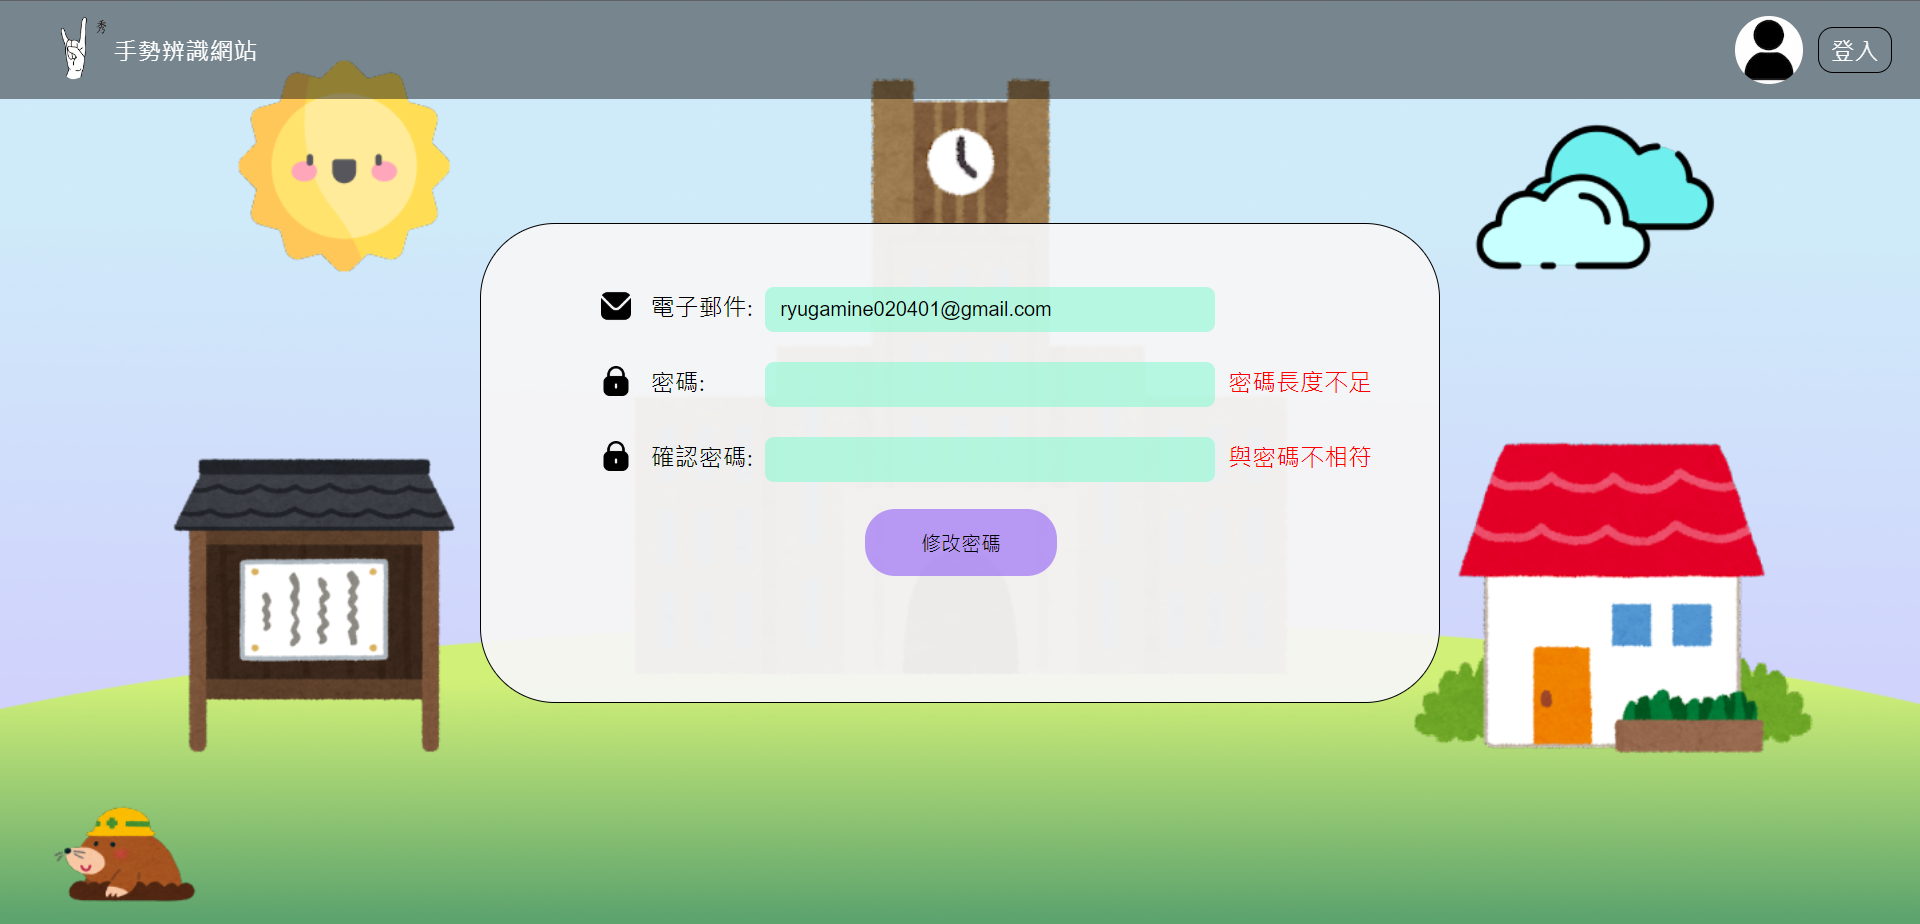 秀
手勢辨識網站
登入
電子郵件: ryugamine020401@gmail.com
密碼: 密碼長度不足
確認密碼: 與密碼不相符
修改密碼